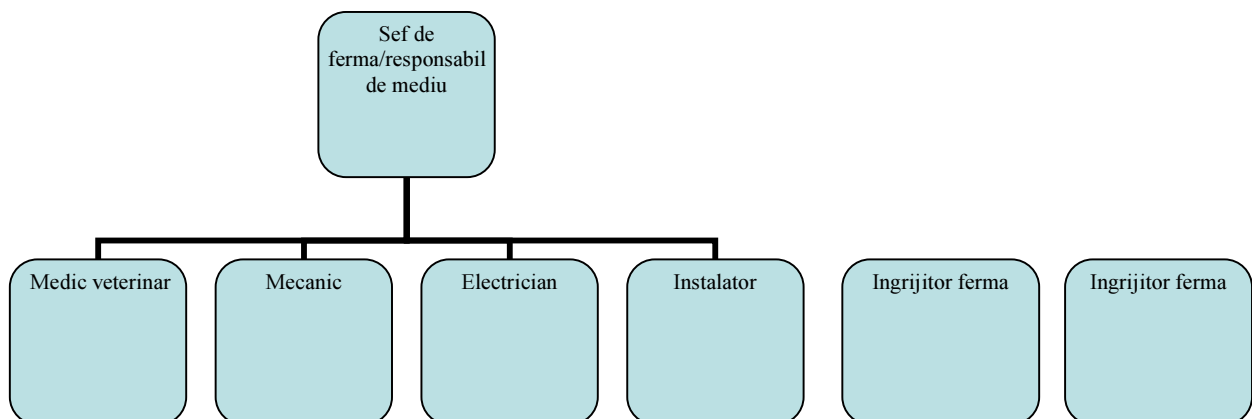 Sef de
ferma/responsabil
de mediu
Medic veterinar
Mecanic
Electrician
Instalator
Ingrijitor ferma
Ingrijitor ferma